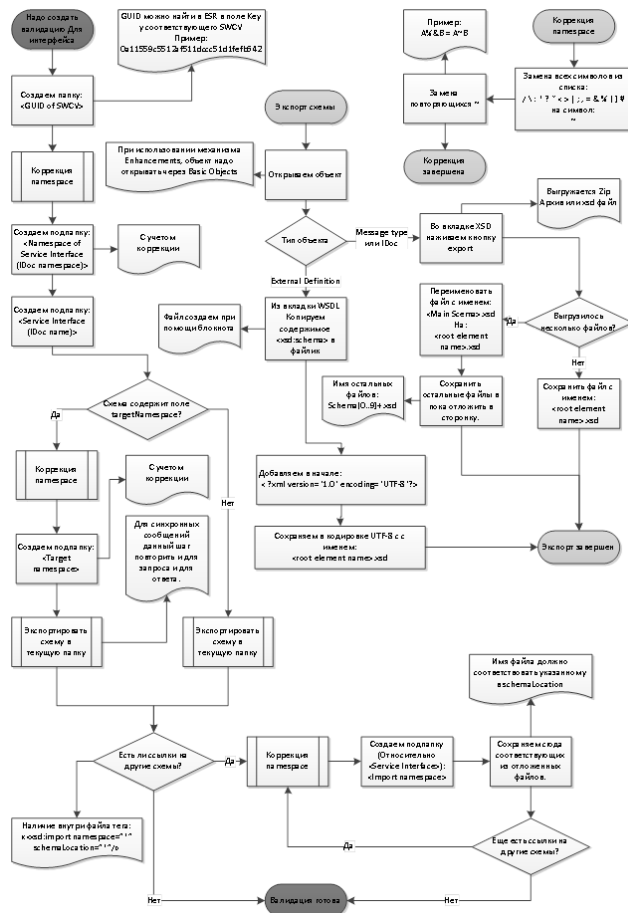 Надо создать
валидацию Для
интерфейса
GUID можно найти в ESR в поле Key
у соответствующего SWCV
Пример:
Создаем папку:
<GUID of SWCV>
Коррекция
namespace
Создаем подпапку:
<Namespace of
Service Interface
(IDoc namespace)>
С учетом
коррекции
Создаем подпапку:
<Service Interface
(IDoc name)>
Схема содержит поле
targetNamespace?
Да
Нет
Коррекция
namespace
С учетом
коррекции
Создаем подпапку:
<Target
namespace>
Для синхронных
сообщений
данный шаг
повторить и для
запроса и для
ответа.
Экспортировать
схему в
текущую папку
Экспортировать
схему в
текущую папку
Экспорт схемы
При использовании механизма
Enhancements, объект надо
открывать через Basic Objects
Открываем объект
Тип объекта
Message type
или IDoc
External Definition
Во вкладке XSD
наживаем кнопку
export
Выгружается Zip
Архив или xsd файл
Файл создаем при
помощи блокнота
Из вкладки WSDL
Копируем
содержимое
<xsd:schema> в
файлик
Выгрузилось
несколько файлов?
Да
Нет
Переименовать
файл с именем:
<Main Scema>.xsd
На:
<root element
name>.xsd
Сохранить
остальные файлы в
пока отложить в
сторонку.
Имя остальных
файлов:
Schema[0..9]+.xsd
Сохранить файл с
именем:
<root element
name>.xsd
Добавляем в начале:
<?xml version='1.0' encoding='UTF-8'?>
Сохраняем в кодировке UTF-8 с с
именем:
<root element name>.xsd
Экспорт завершен
Коррекция
namespace
Замена всех символов из
списка:
на символ:
~
Замена
повторяющихся ~
Пример:
A%&B = A~B
Коррекция
завершена
Есть ли ссылки на
другие схемы?
Да
Нет
Наличие внутри файла тега:
<xsd:import namespace="*"
schemaLocation="*"/>
Коррекция
namespace
Создаем подпапку
(Относительно
<Service Interface>):
<Import namespace>
Сохраняем сюда
соответствующих
из отложенных
файлов.
Имя файла должно
соответствовать указанному
в schemaLocation
Еще есть ссылки на
другие схемы?
Да
Нет
Валидация готова